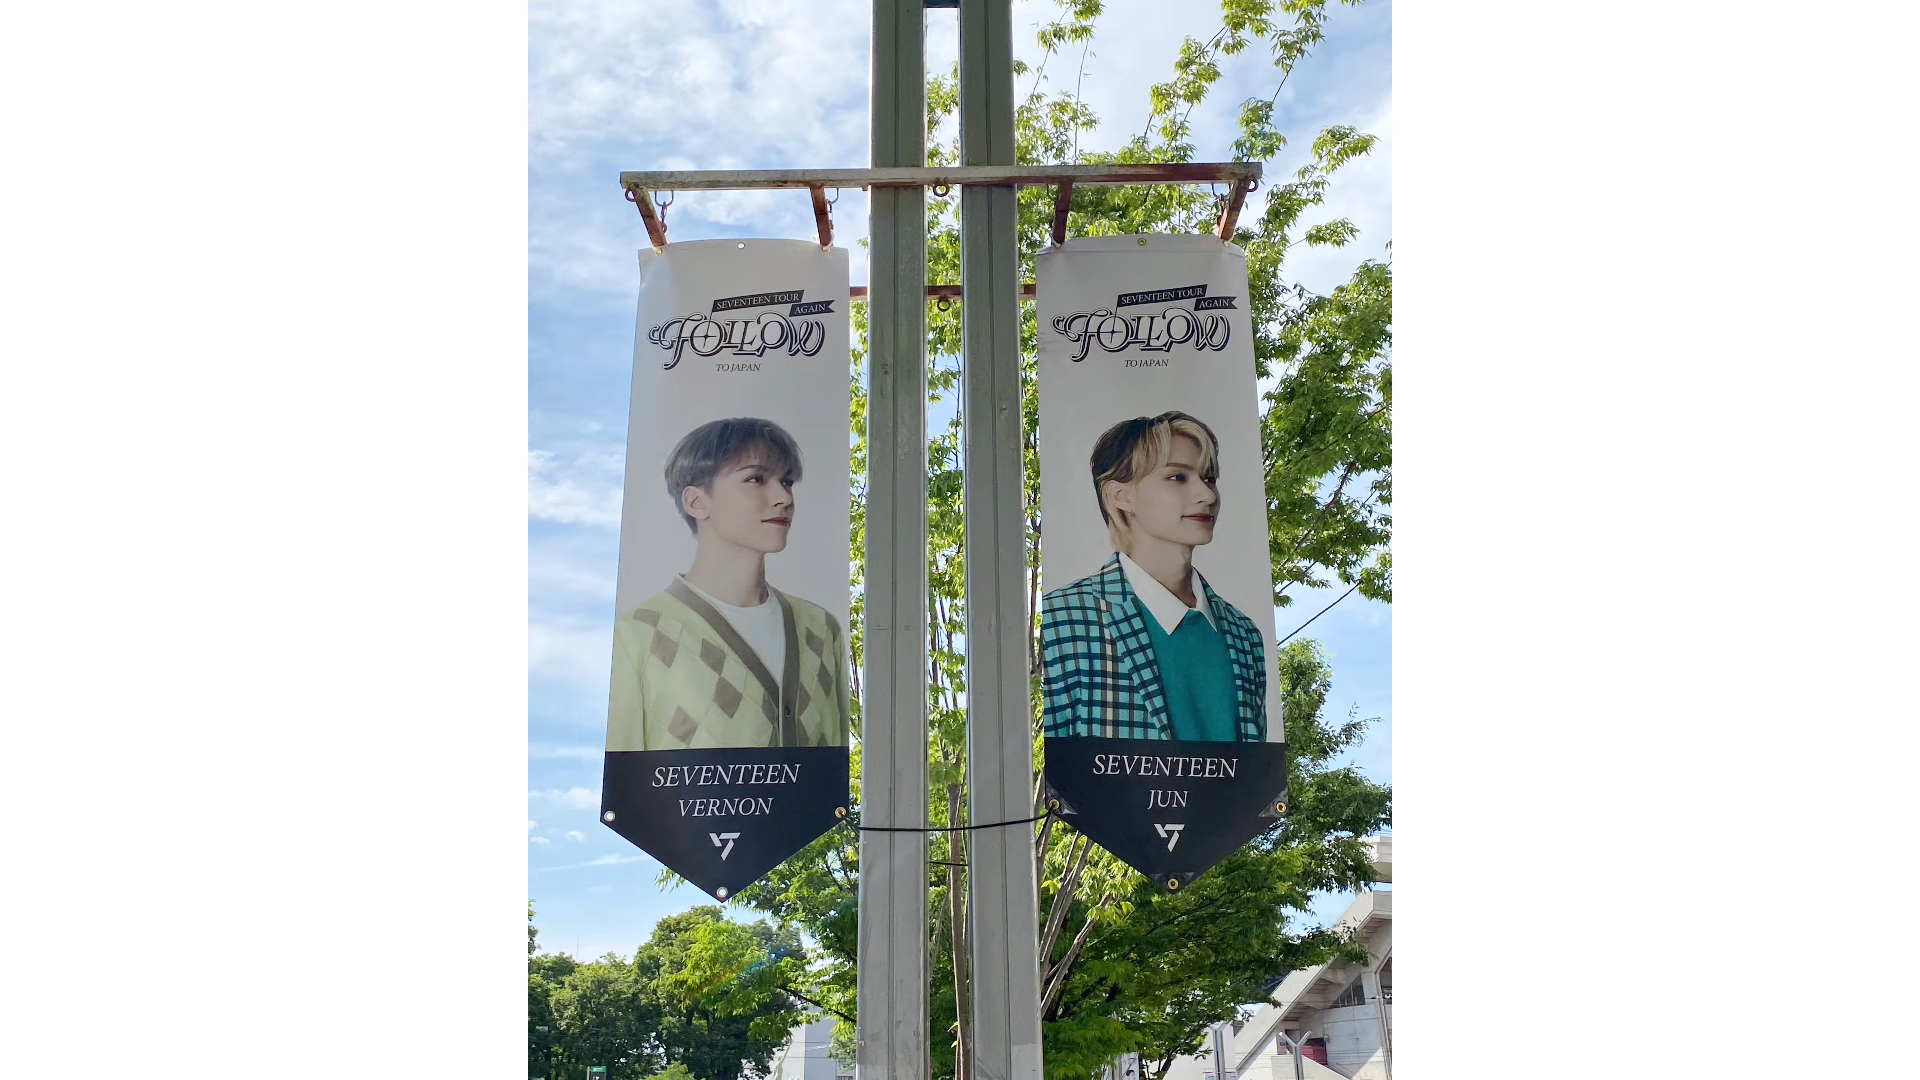 SEVENTEEN TOUR
AGAIN
FOLLOW
TO JAPAN
SEVENTEEN
VERNON
SEVENTEEN TOUR
AGAIN
FOLLOW
TO JAPAN
SEVENTEEN
JUN